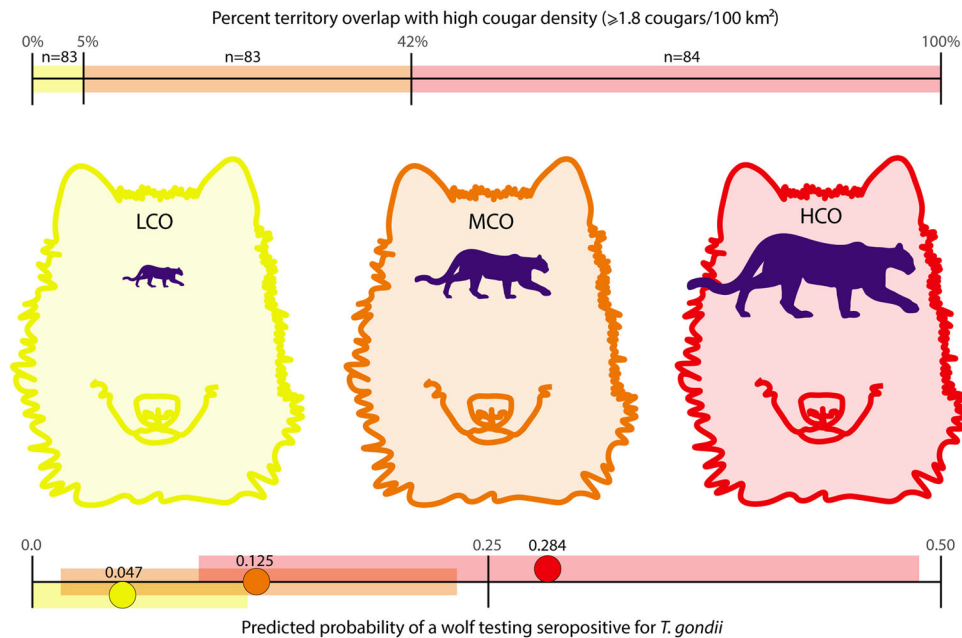 Percent territory overlap with high cougar density (⩾1.8 cougars/100 km²)
0% 5% 42% 100%
n=83 n=83 n=84
LCO MCO HCO
0.0 0.25 0.50
0.047 0.125 0.284
Predicted probability of a wolf testing seropositive for T. gondii